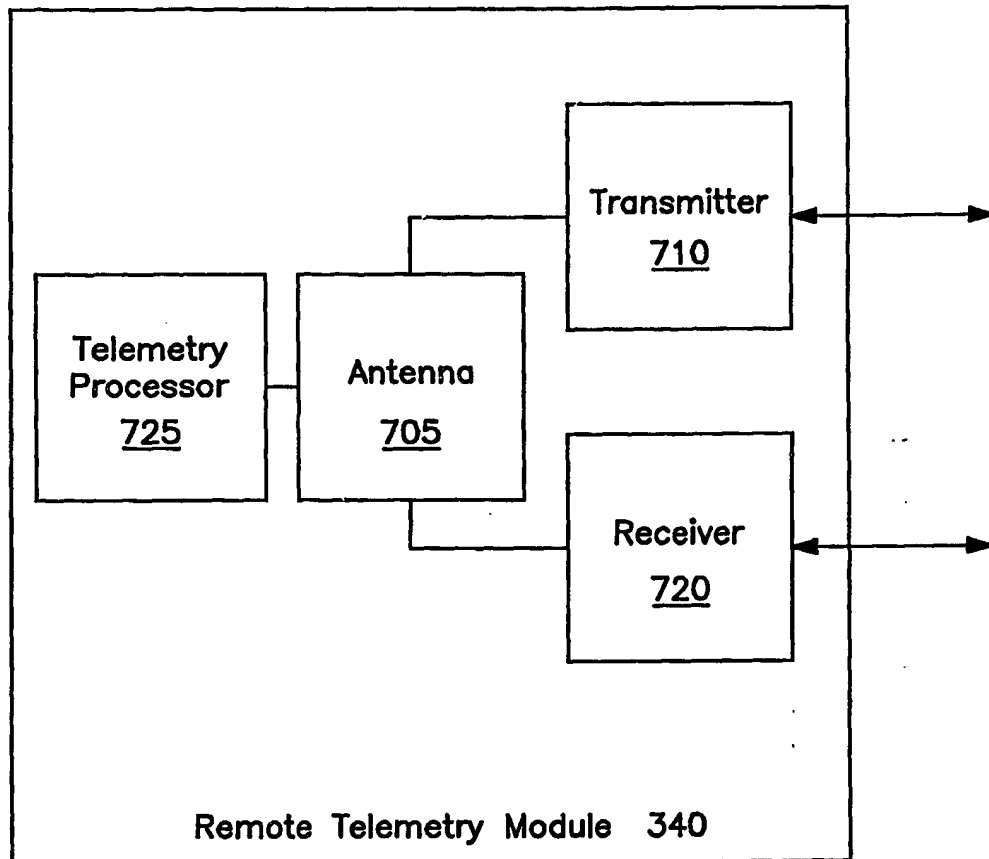 Transmitter
710
Telemetry
Processor
725
Antenna
705
Receiver
720
Remote Telemetry Module 340